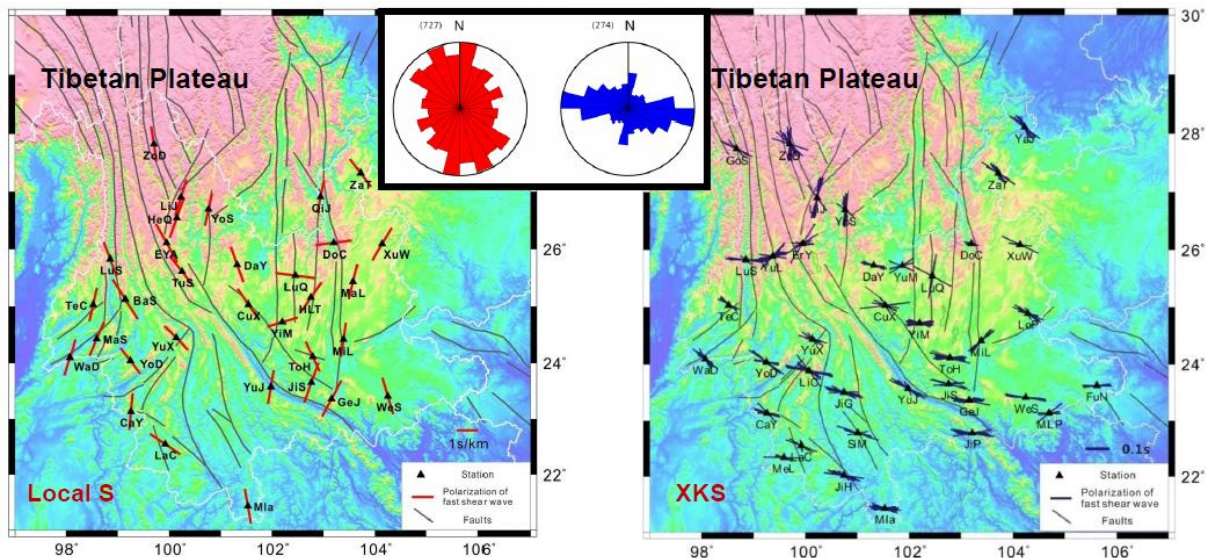 Tibetan Plateau
ZoD
ZaT
LiJ
HeQ
YoS
QiJ
EYA
DoC
XuW
LuS
TuS
DaY
LuQ
MaL
TeC
BaS
CuX
HLT
YiM
MaS
YuX
MiL
WaD
YoD
ToH
YuJ
JiS
GeJ
WeS
CaY
LaC
1s/km
Mla
Local S
Station
Polarization of
fast shear wave
Faults
98° 100° 102° 104° 106°
(727) N
(274) N
Tibetan Plateau
30°
28°
26°
24°
22°
GoS
YaJ
ZaT
YoS
LuS
YuL
ErY
DaY
YuM
DoC
XuW
LuQ
TeC
CuX
YiM
MiL
YuX
WaD
YoD
ToH
LiC
JiG
YuJ
JiS
GeJ
WeS
FuN
MLP
CaY
SiM
JiP
MeL
LaC
JiH
0.1s
Mla
XKS
Station
Polarization of
fast shear wave
Faults
26°
24°
22°
98° 100° 102° 104° 106°